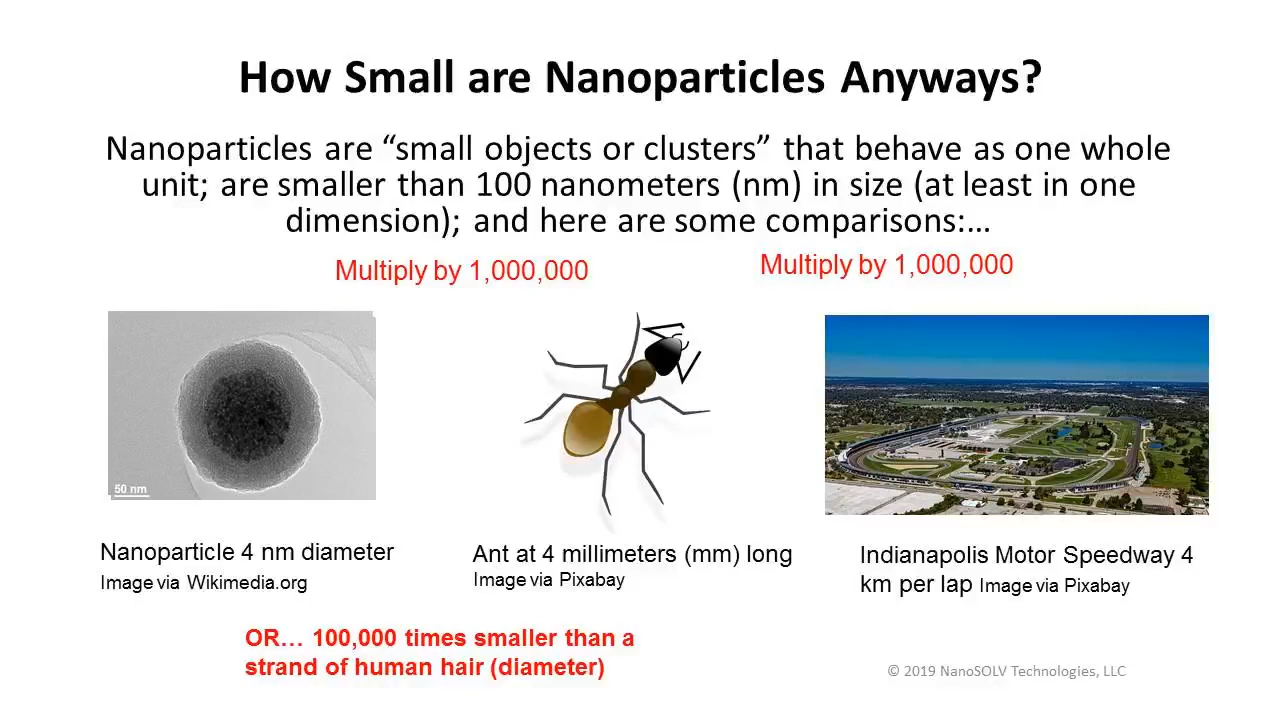 How Small are Nanoparticles Anyways?
Nanoparticles are “small objects or clusters” that behave as one whole
unit; are smaller than 100 nanometers (nm) in size (at least in one
dimension); and here are some comparisons:…
Multiply by 1,000,000
Multiply by 1,000,000
50 nm
Nanoparticle 4 nm diameter
Image via Wikimedia.org
Ant at 4 millimeters (mm) long
Image via Pixabay
Indianapolis Motor Speedway 4
km per lap Image via Pixabay
OR… 100,000 times smaller than a
strand of human hair (diameter)
© 2019 NanoSOLV Technologies, LLC